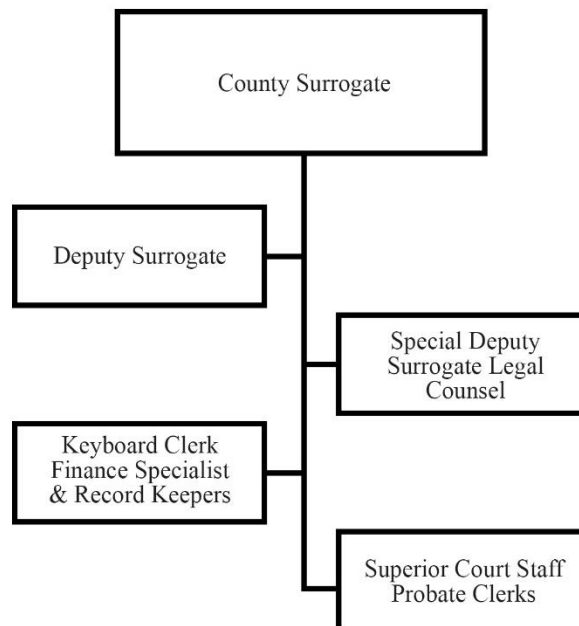 County Surrogate
Deputy Surrogate
Special Deputy
Surrogate Legal
Counsel
Keyboard Clerk
Finance Specialist
& Record Keepers
Superior Court Staff
Probate Clerks